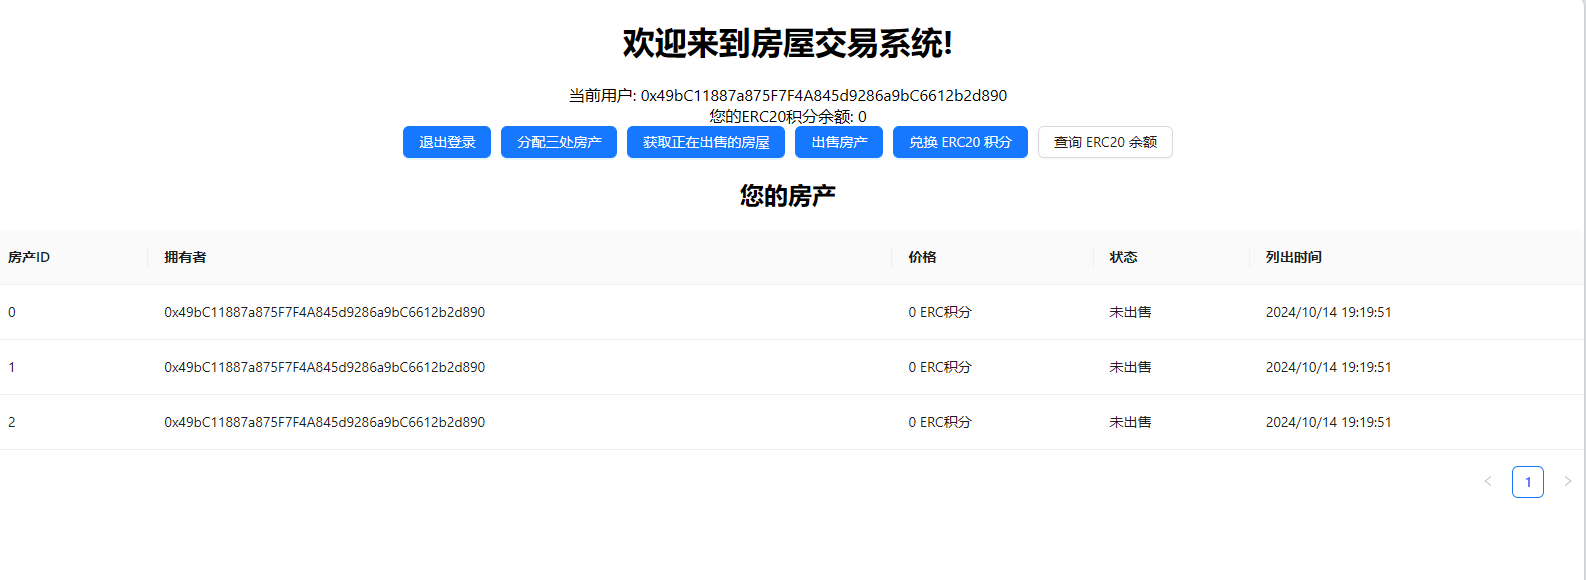 欢迎来到房屋交易系统!
当前用户: 0x49bC11887a875F7F4A845d9286a9bC6612b2d890
您的ERC20积分余额: 0
退出登录 分配三处房产 获取正在出售的房屋 出售房产 兑换 ERC20 积分 查询 ERC20 余额
您的房产
房产ID 拥有者 价格 状态 列出时间
0 0x49bC11887a875F7F4A845d9286a9bC6612b2d890 0 ERC积分 未出售 2024/10/14 19:19:51
1 0x49bC11887a875F7F4A845d9286a9bC6612b2d890 0 ERC积分 未出售 2024/10/14 19:19:51
2 0x49bC11887a875F7F4A845d9286a9bC6612b2d890 0 ERC积分 未出售 2024/10/14 19:19:51
< 1 >